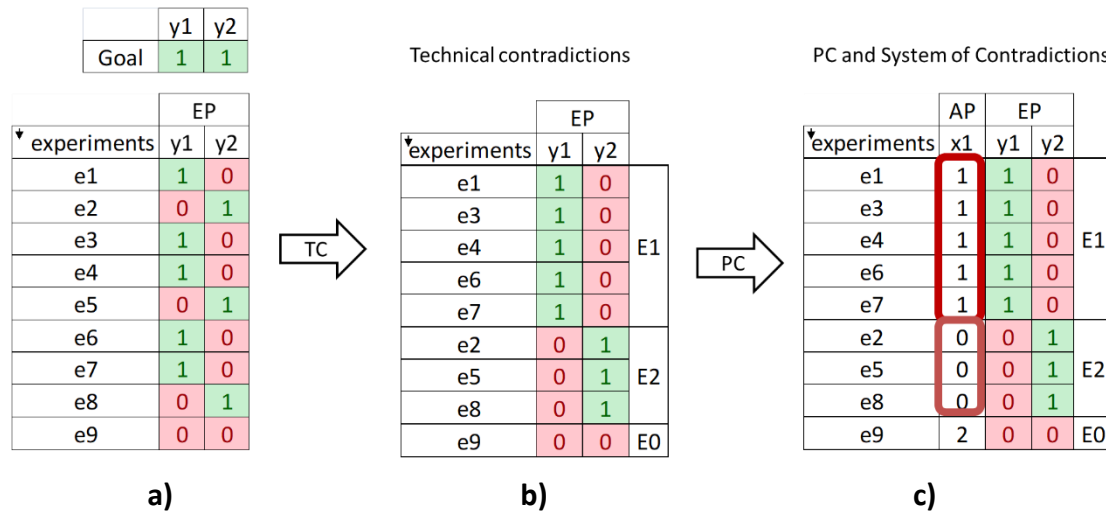 y1 y2
Goal 1 1
EP
experiments y1 y2
e1 1 0
e2 0 1
e3 1 0
e4 1 0
e5 0 1
e6 1 0
e7 1 0
e8 0 1
e9 0 0
a)
TC
Technical contradictions
EP
experiments y1 y2
e1 1 0
e3 1 0
e4 1 0 E1
e6 1 0
e7 1 0
e2 0 1
e5 0 1 E2
e8 0 1
e9 0 0 E0
b)
PC
PC and System of Contradictions
AP EP
experiments x1 y1 y2
e1 1 1 0
e3 1 1 0
e4 1 1 0 E1
e6 1 1 0
e7 1 1 0
e2 0 0 1
e5 0 0 1 E2
e8 0 0 1
e9 2 0 0 E0
c)